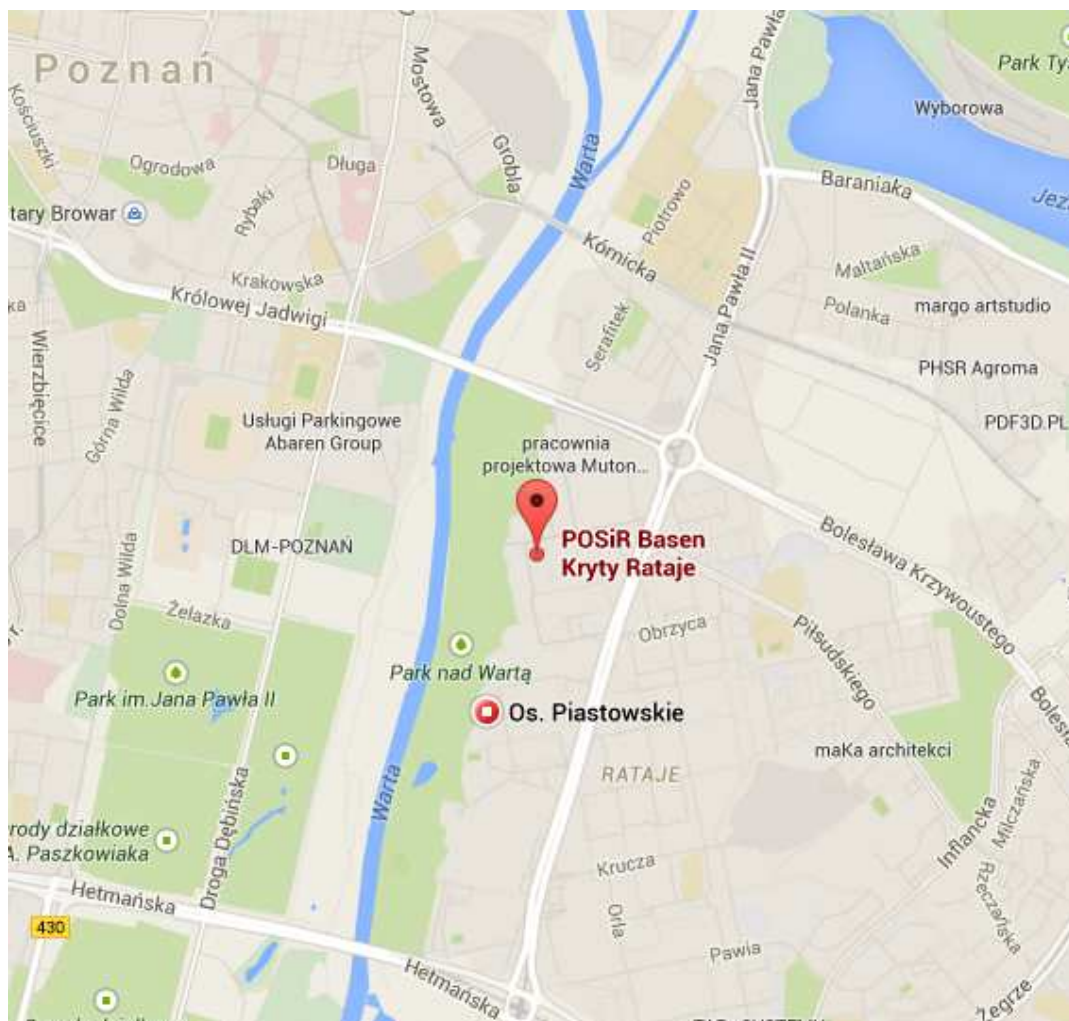 Poznań
Kościuszki
Ogrodowa
Długa
Mostowa
Grobla
Warta
Jana Pawła
Park Ty
Wyborowa
Baraniaka
Jez
tary Browar
Rybaki
Piotrowo
Kórnicka
Maltańska
Krakowska
Królowej Jadwigi
Polanka
margo artstudio
Wierzbięcice
Górna Wilda
Serafitek
Jana Pawła II
PHSR Agroma
Usługi Parkingowe
Abaren Group
PDF3D.PL
pracownia
projektowa Muton...
POSiR Basen
Kryty Rataje
Bolesława Krzywoustego
DLM-POZNAŃ
Dolna Wilda
Żelazka
Obrzyca
Piłsudskiego
Park nad Wartą
Park im.Jana Pawła II
Os. Piastowskie
Boles
maKa architekci
RATAJE
Warta
Droga Dębińska
rody działkowe
A. Paszkowiaka
Inflancka
Milczańska
Rzeczańska
Krucza
Orla
Hetmańska
430
Pawia
Hetmańska
Żegrze